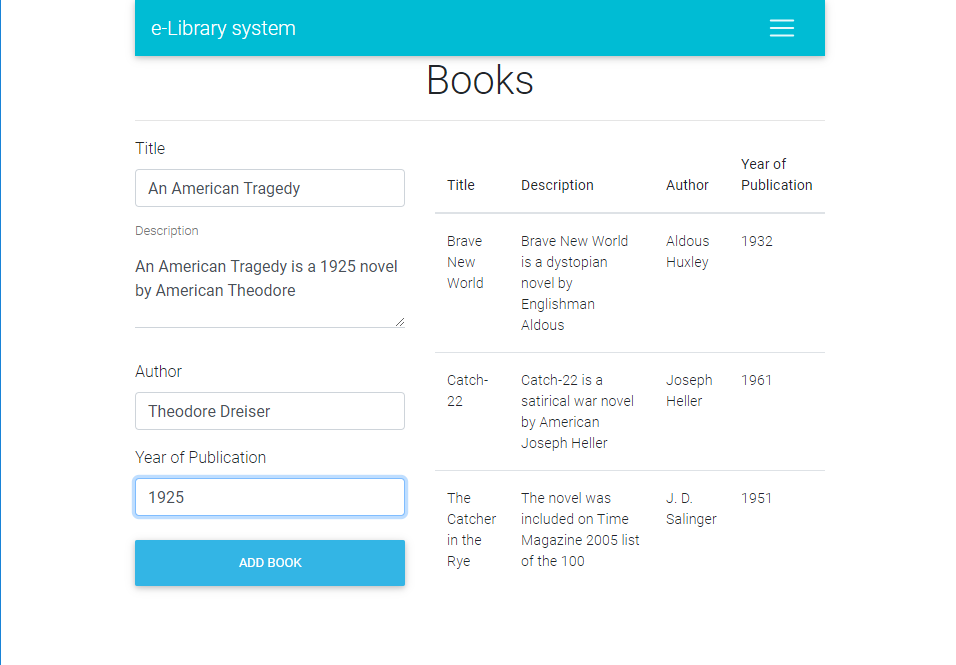 e-Library system
Books
Title
An American Tragedy
Description
An American Tragedy is a 1925 novel
by American Theodore
Author
Theodore Dreiser
Year of Publication
1925
ADD BOOK
Title
Description
Author
Year of
Publication
Brave
New
World
Brave New World
is a dystopian
novel by
Englishman
Aldous
Aldous
Huxley
1932
Catch-
22
Catch-22 is a
satirical war novel
by American
Joseph Heller
Joseph
Heller
1961
The
Catcher
in the
Rye
The novel was
included on Time
Magazine 2005 list
of the 100
J. D.
Salinger
1951